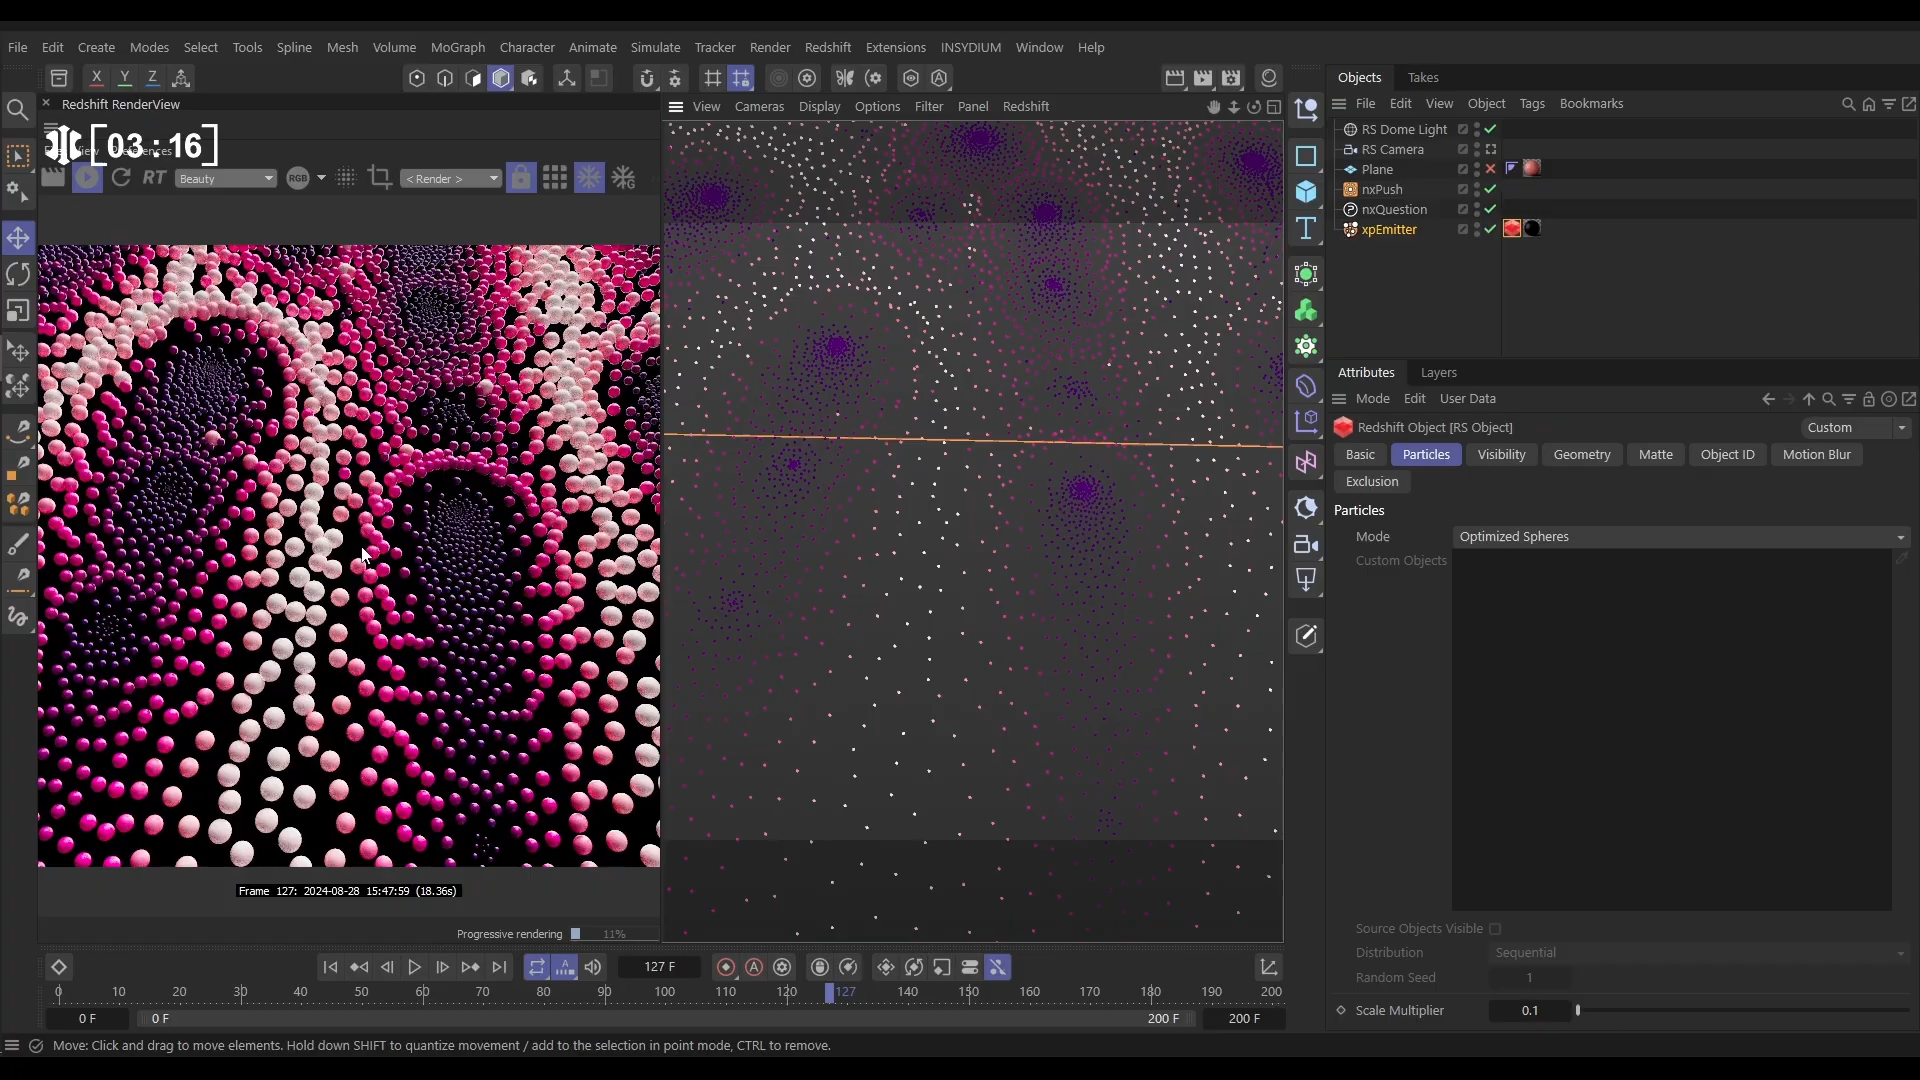 File Edit Create Modes Select Tools Spline Mesh Volume MoGraph Character Animate Simulate Tracker Render Redshift Extensions INSYDIUM Window Help
X Y Z
Redshift RenderView
[03:16]
Preferences
RT Beauty RGB < Render >
View Cameras Display Options Filter Panel Redshift
Frame 127: 2024-08-28 15:47:59 (18.36s)
Progressive rendering 11%
127 F
0 10 20 30 40 50 60 70 80 90 100 110 120 127 140 150 160 170 180 190 200
0 F 0 F 200 F 200 F
Move: Click and drag to move elements. Hold down SHIFT to quantize movement / add to the selection in point mode, CTRL to remove.
Objects Takes
File Edit View Object Tags Bookmarks
RS Dome Light
RS Camera
Plane
nxPush
nxQuestion
xpEmitter
Attributes Layers
Mode Edit User Data
Redshift Object [RS Object] Custom
Basic Particles Visibility Geometry Matte Object ID Motion Blur
Exclusion
Particles
Mode Optimized Spheres
Custom Objects
Source Objects Visible
Distribution Sequential
Random Seed 1
Scale Multiplier 0.1